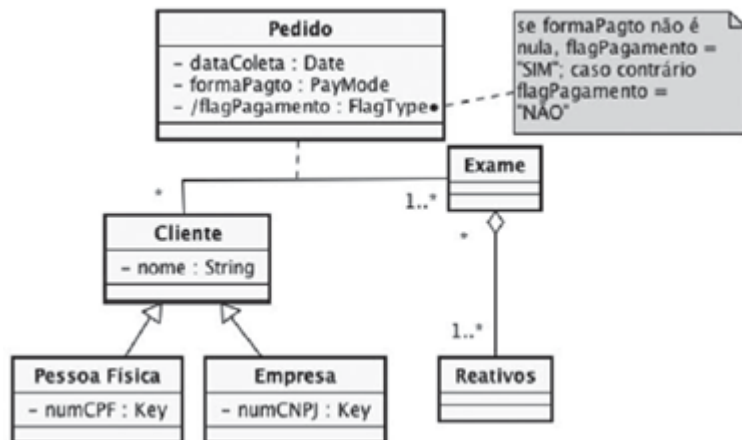 Pedido
- dataColeta : Date
- formaPagto : PayMode
- /flagPagamento : FlagType
se formaPagto não é
nula, flagPagamento =
"SIM"; caso contrário
flagPagamento =
"NÃO"
Exame
*
1..*
Cliente
- nome : String
*
1..*
Pessoa Física
- numCPF : Key
Empresa
- numCNPJ : Key
Reativos